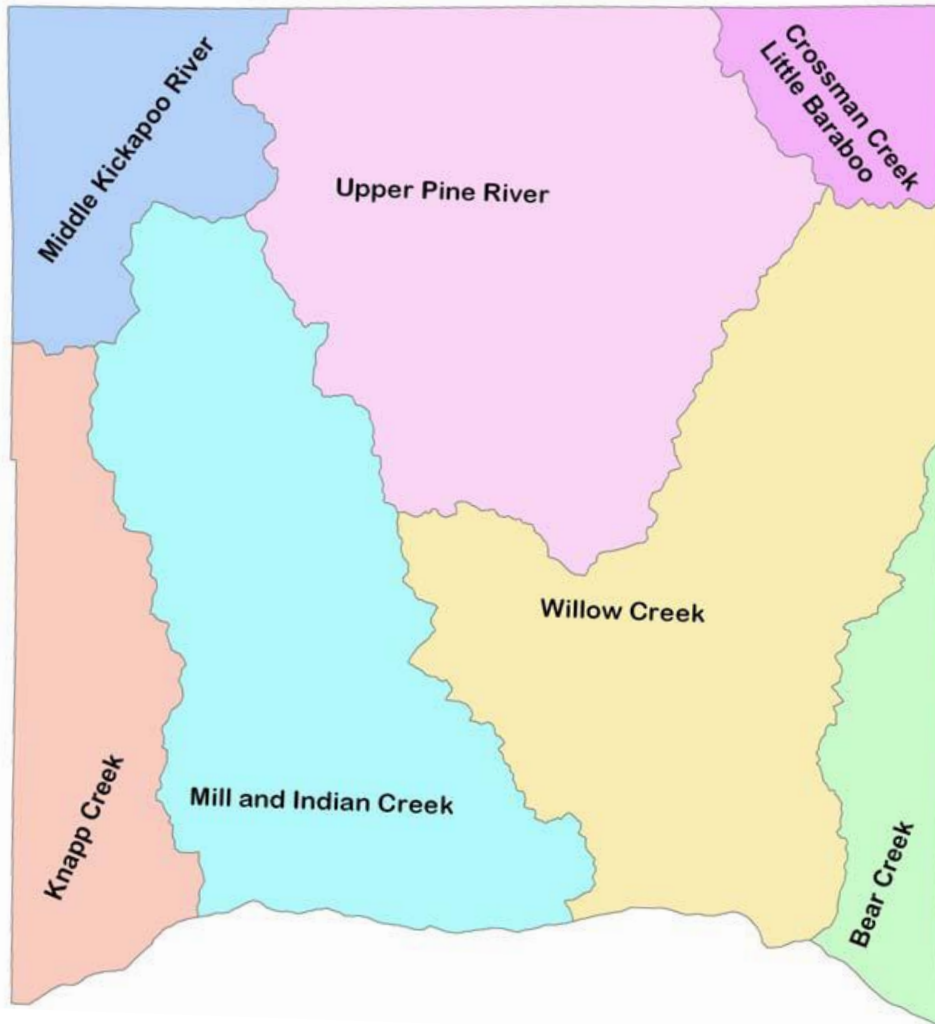 Middle Kickapoo River
Upper Pine River
Crossman Creek
Little Baraboo
Willow Creek
Knapp Creek
Mill and Indian Creek
Bear Creek